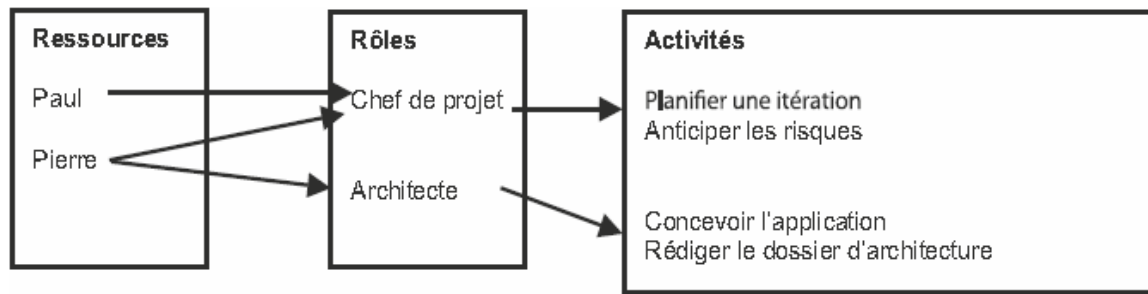 Ressources
Paul
Pierre
Rôles
Chef de projet
Architecte
Activités
Planifier une itération
Anticiper les risques
Concevoir l'application
Rédiger le dossier d'architecture